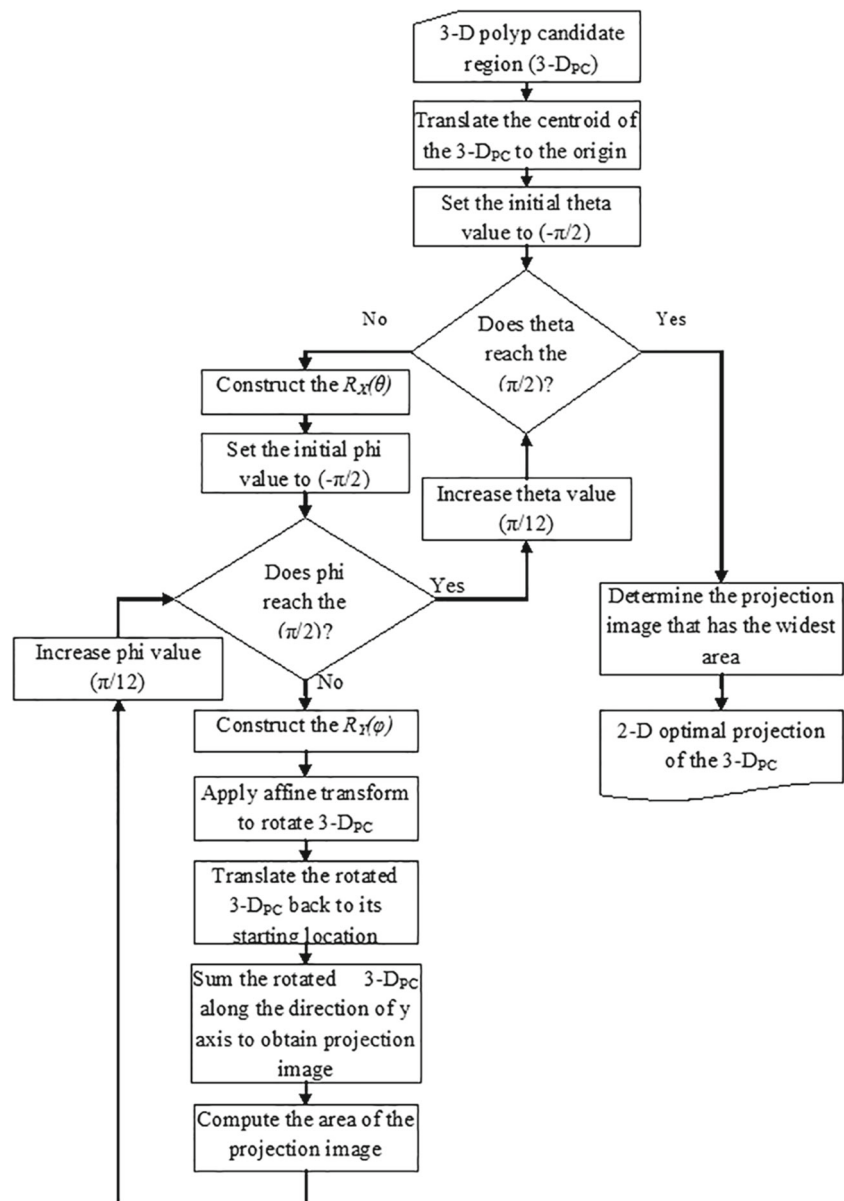 3-D polyp candidate
region (3-DPC)
Translate the centroid of
the 3-DPC to the origin
Set the initial theta
value to (-π/2)
No
Does theta
reach the
(π/2)?
Yes
Construct the RX(θ)
Set the initial phi
value to (-π/2)
Increase theta value
(π/12)
Does phi
reach the
(π/2)?
Yes
No
Increase phi value
(π/12)
Determine the projection
image that has the widest
area
2-D optimal projection
of the 3-DPC
Construct the RY(φ)
Apply affine transform
to rotate 3-DPC
Translate the rotated
3-DPC back to its
starting location
Sum the rotated 3-DPC
along the direction of y
axis to obtain projection
image
Compute the area of the
projection image